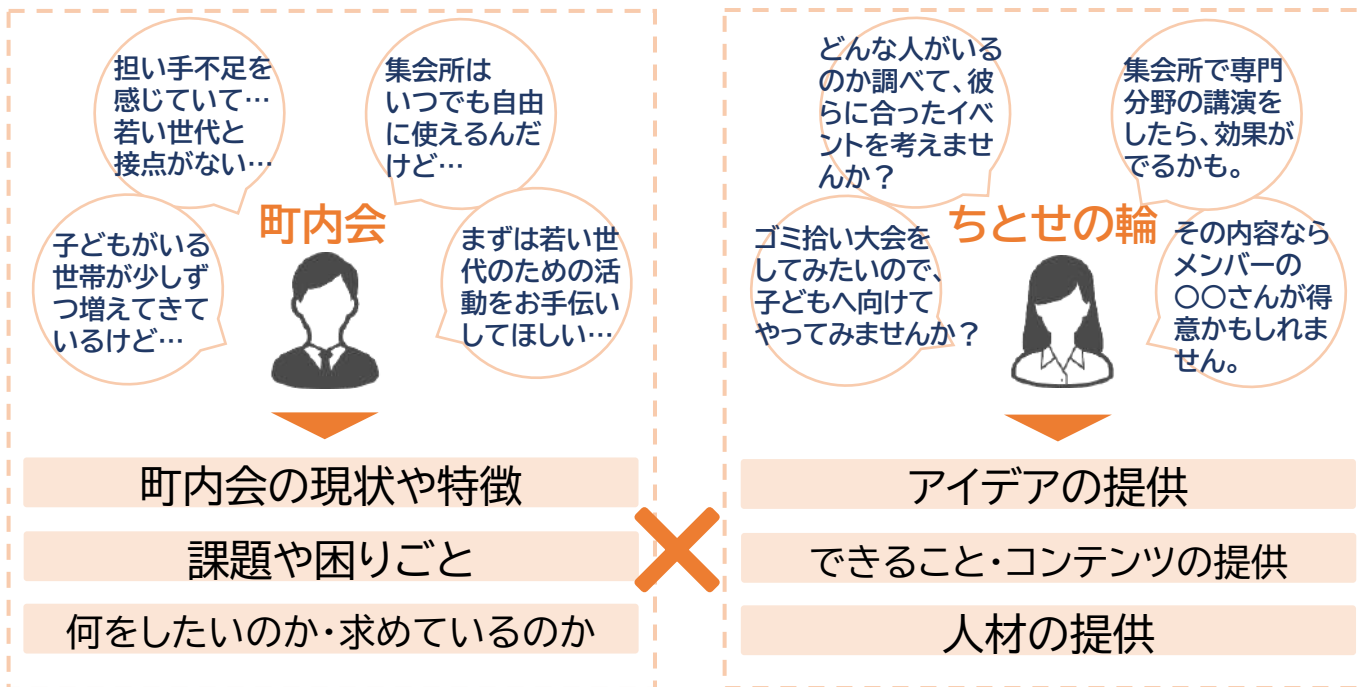 担い手不足を
感じていて…
若い世代と
接点がない…
集会所は
いつでも自由
に使えるんだ
けど…
町内会
子どもがいる
世帯が少しず
つ増えてきて
いるけど…
まずは若い世
代のための活
動をお手伝い
してほしい…
町内会の現状や特徴
課題や困りごと
何をしたいのか・求めているのか
どんな人がいる
のか調べて、彼
らに合ったイベ
ントを考えませ
んか？
集会所で専門
分野の講演を
したら、効果が
でるかも。
ちとせの輪
ゴミ拾い大会を
してみたいので、
子どもへ向けて
やってみませんか？
その内容なら
メンバーの
〇〇さんが得
意かもしれま
せん。
アイデアの提供
できること・コンテンツの提供
人材の提供